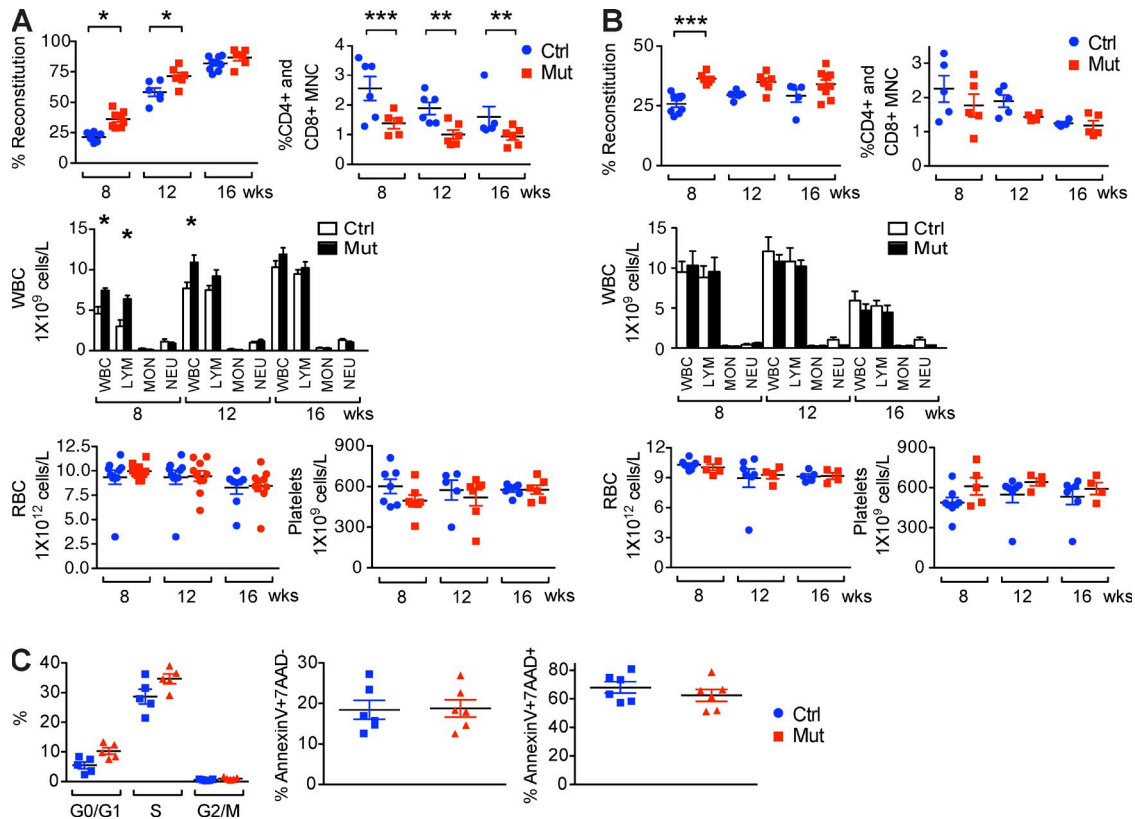 A
* *
% Reconstitution
100
75
50
25
0
8 12 16 wks
*** ** **
%CD4+ and
CD8+ MNC
4
3
2
1
0
8 12 16 wks
Ctrl
Mut
WBC
1X10⁹ cells/L
15
10
5
0
* * *
WBC LYM MON NEU WBC LYM MON NEU WBC LYM MON NEU
8 12 16 wks
Ctrl
Mut
RBC
1X10¹² cells/L
12.5
10.0
7.5
5.0
2.5
0.0
8 12 16 wks
Platelets
1X10⁹ cells/L
900
600
300
0
8 12 16 wks
B
***
% Reconstitution
50
25
0
8 12 16 wks
%CD4+ and
CD8+ MNC
4
3
2
1
0
8 12 16 wks
Ctrl
Mut
WBC
1X10⁹ cells/L
15
10
5
0
WBC LYM MON NEU WBC LYM MON NEU WBC LYM MON NEU
8 12 16 wks
Ctrl
Mut
RBC
1X10¹² cells/L
12
9
6
3
0
8 12 16 wks
Platelets
1X10⁹ cells/L
900
600
300
0
8 12 16 wks
C
%
40
30
20
10
0
G0/G1 S G2/M
% AnnexinV+7AAD-
30
20
10
0
% AnnexinV+7AAD+
80
60
40
20
0
Ctrl
Mut